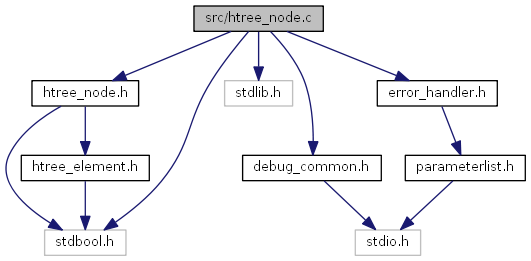 src/htree_node.c
htree_node.h
stdlib.h
error_handler.h
htree_element.h
debug_common.h
parameterlist.h
stdbool.h
stdio.h